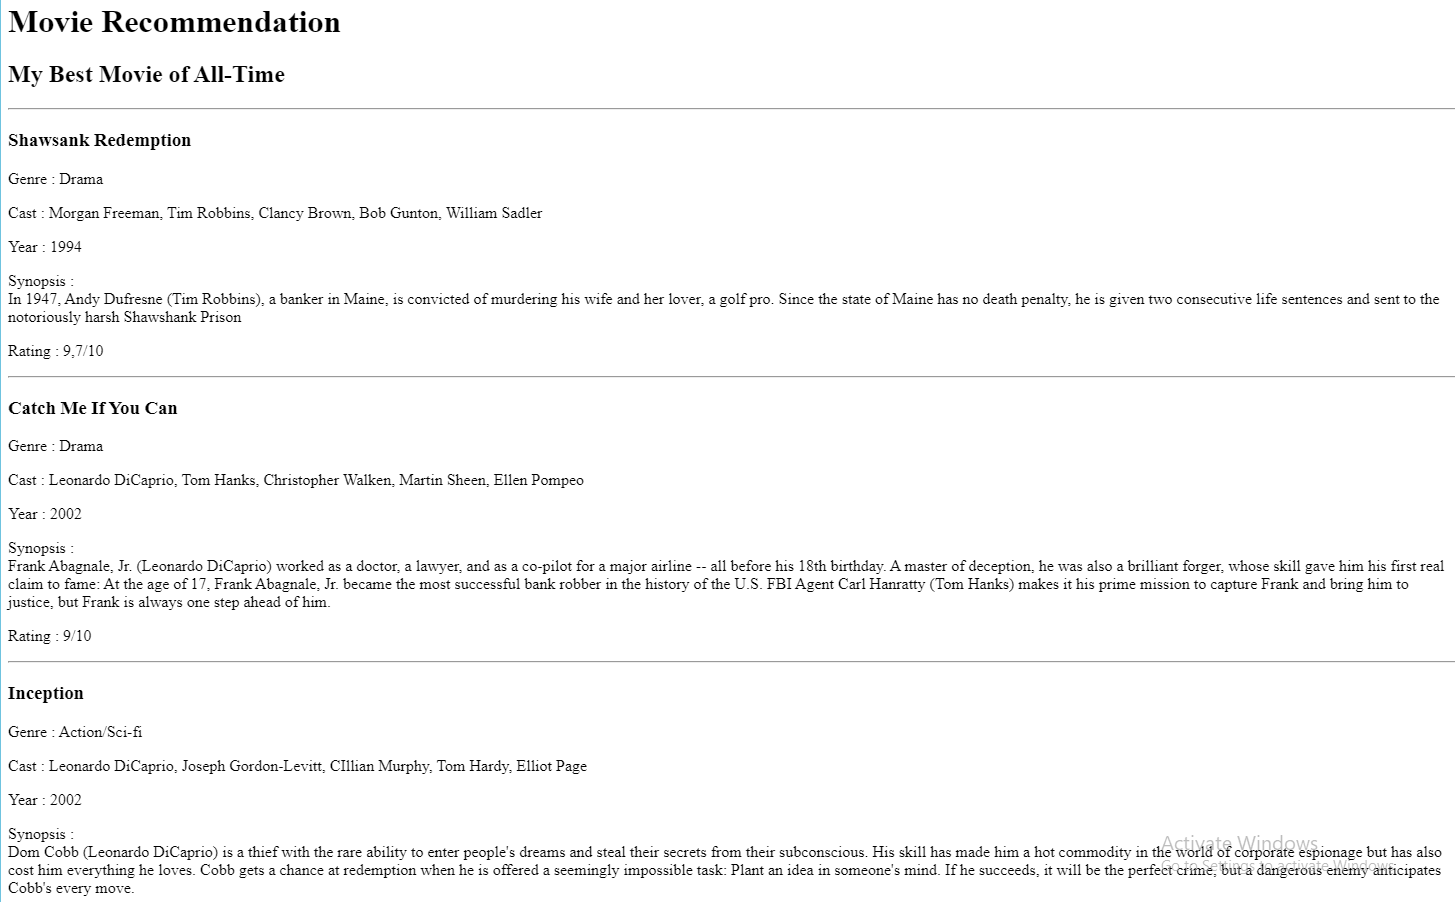 Movie Recommendation
My Best Movie of All-Time
Shawsank Redemption
Genre : Drama
Cast : Morgan Freeman, Tim Robbins, Clancy Brown, Bob Gunton, William Sadler
Year : 1994
Synopsis :
In 1947, Andy Dufresne (Tim Robbins), a banker in Maine, is convicted of murdering his wife and her lover, a golf pro. Since the state of Maine has no death penalty, he is given two consecutive life sentences and sent to the
notoriously harsh Shawshank Prison
Rating : 9,7/10
Catch Me If You Can
Genre : Drama
Cast : Leonardo DiCaprio, Tom Hanks, Christopher Walken, Martin Sheen, Ellen Pompeo
Year : 2002
Synopsis :
Frank Abagnale, Jr. (Leonardo DiCaprio) worked as a doctor, a lawyer, and as a co-pilot for a major airline -- all before his 18th birthday. A master of deception, he was also a brilliant forger, whose skill gave him his first real
claim to fame: At the age of 17, Frank Abagnale, Jr. became the most successful bank robber in the history of the U.S. FBI Agent Carl Hanratty (Tom Hanks) makes it his prime mission to capture Frank and bring him to
justice, but Frank is always one step ahead of him.
Rating : 9/10
Inception
Genre : Action/Sci-fi
Cast : Leonardo DiCaprio, Joseph Gordon-Levitt, CIllian Murphy, Tom Hardy, Elliot Page
Year : 2002
Synopsis :
Dom Cobb (Leonardo DiCaprio) is a thief with the rare ability to enter people's dreams and steal their secrets from their subconscious. His skill has made him a hot commodity in the world of corporate espionage but has also
cost him everything he loves. Cobb gets a chance at redemption when he is offered a seemingly impossible task: Plant an idea in someone's mind. If he succeeds, it will be the perfect crime, but a dangerous enemy anticipates
Cobb's every move.
Activate Windows
Go to Settings to activate Windows.